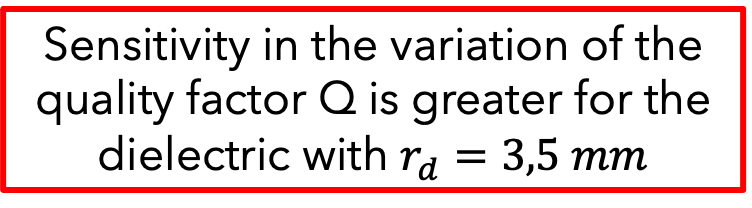 Sensitivity in the variation of the
quality factor Q is greater for the
dielectric with r_d = 3,5 mm